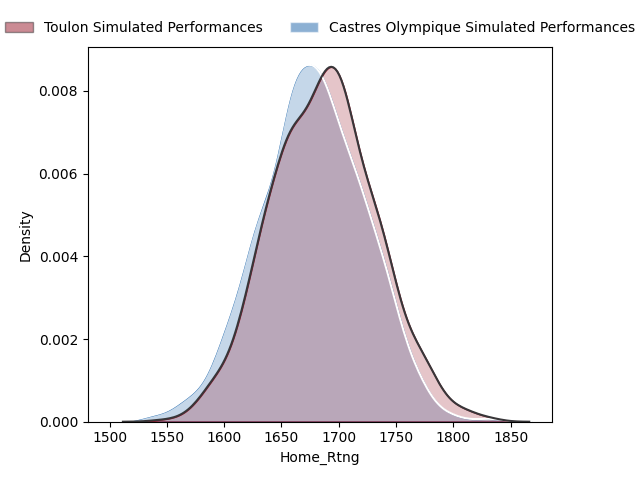 Toulon Simulated Performances
Castres Olympique Simulated Performances
Density
0.008
0.006
0.004
0.002
0.000
1500 1550 1600 1650 1700 1750 1800 1850
Home_Rtng